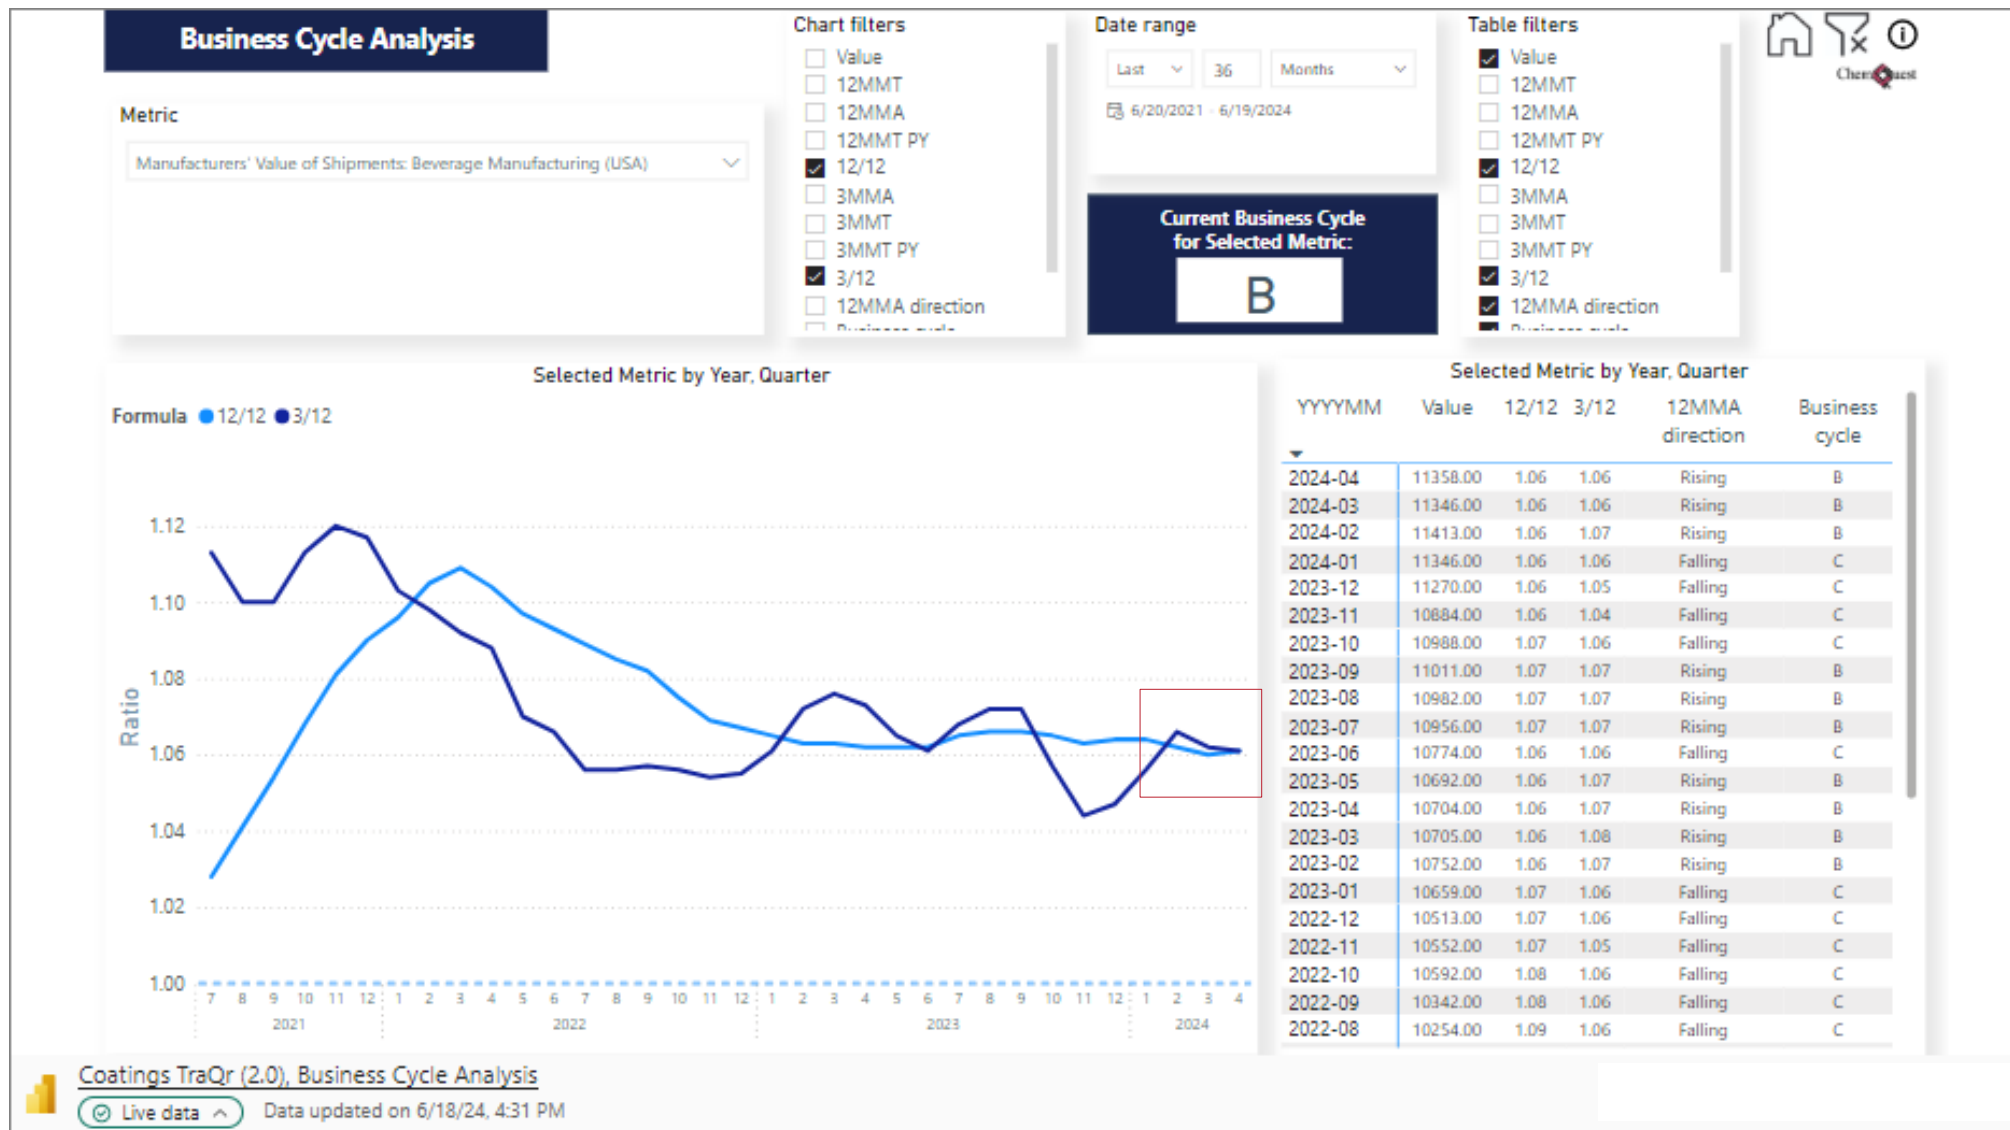 Business Cycle Analysis
Metric
Manufacturers' Value of Shipments: Beverage Manufacturing (USA)
Chart filters
Value
12MMT
12MMA
12MMT PY
12/12
3MMA
3MMT
3MMT PY
3/12
12MMA direction
Business cycle
Date range
Last 36 Months
6/20/2021 - 6/19/2024
Current Business Cycle
for Selected Metric:
B
Table filters
Value
12MMT
12MMA
12MMT PY
12/12
3MMA
3MMT
3MMT PY
3/12
12MMA direction
Business cycle
ChemQuest
Selected Metric by Year, Quarter
Formula 12/12 3/12
Ratio
1.12
1.10
1.08
1.06
1.04
1.02
1.00
7 8 9 10 11 12 1 2 3 4 5 6 7 8 9 10 11 12 1 2 3 4 5 6 7 8 9 10 11 12 1 2 3 4
2021 2022 2023 2024
Selected Metric by Year, Quarter
YYYYMM Value 12/12 3/12 12MMA direction Business cycle
2024-04 11358.00 1.06 1.06 Rising B
2024-03 11346.00 1.06 1.06 Rising B
2024-02 11413.00 1.06 1.07 Rising B
2024-01 11346.00 1.06 1.06 Falling C
2023-12 11270.00 1.06 1.05 Falling C
2023-11 10884.00 1.06 1.04 Falling C
2023-10 10988.00 1.07 1.06 Falling C
2023-09 11011.00 1.07 1.07 Rising B
2023-08 10982.00 1.07 1.07 Rising B
2023-07 10956.00 1.07 1.07 Rising B
2023-06 10774.00 1.06 1.06 Falling C
2023-05 10692.00 1.06 1.07 Rising B
2023-04 10704.00 1.06 1.07 Rising B
2023-03 10705.00 1.06 1.08 Rising B
2023-02 10752.00 1.06 1.07 Rising B
2023-01 10659.00 1.07 1.06 Falling C
2022-12 10513.00 1.07 1.06 Falling C
2022-11 10552.00 1.07 1.05 Falling C
2022-10 10592.00 1.08 1.06 Falling C
2022-09 10342.00 1.08 1.06 Falling C
2022-08 10254.00 1.09 1.06 Falling C
Coatings TraQr (2.0), Business Cycle Analysis
Live data
Data updated on 6/18/24, 4:31 PM